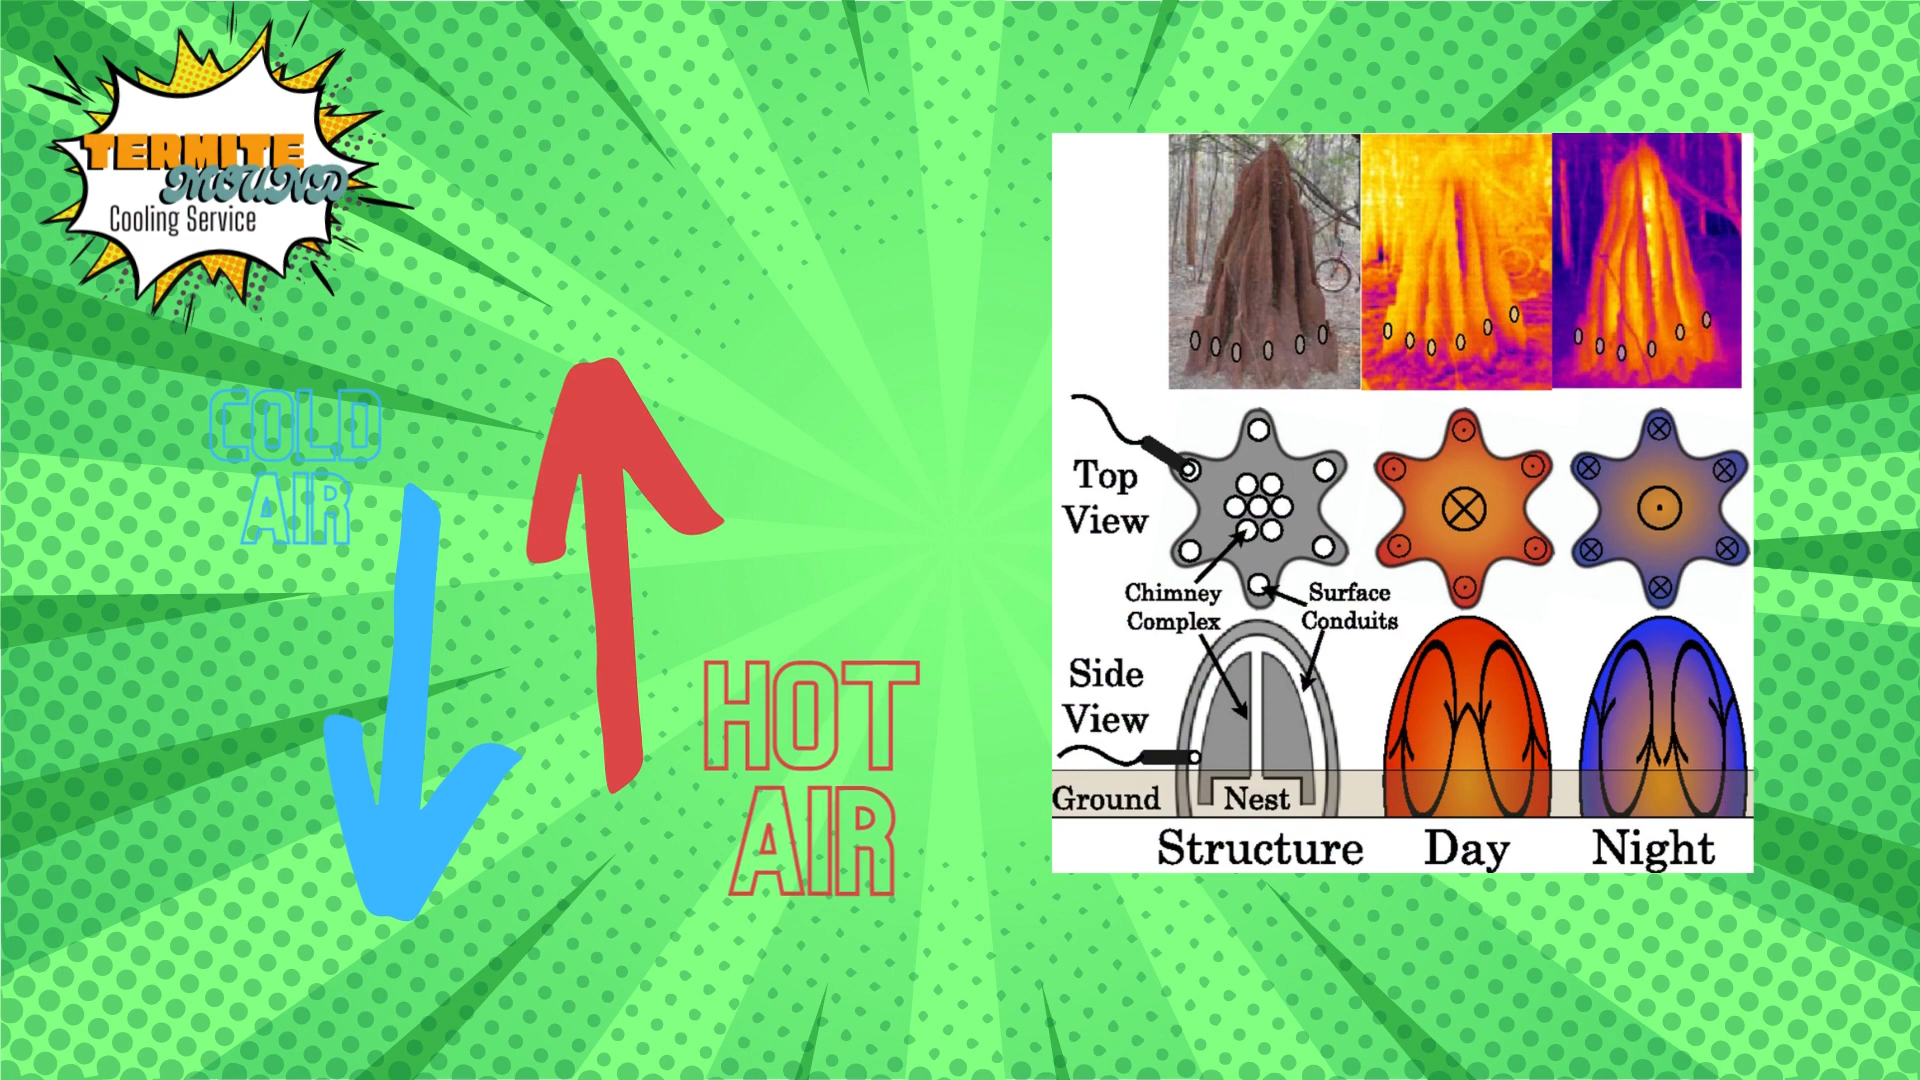 TERMITE
MOUND
Cooling Service
COLD
AIR
HOT
AIR
Top
View
Chimney
Complex
Surface
Conduits
Side
View
Ground
Nest
Structure
Day
Night